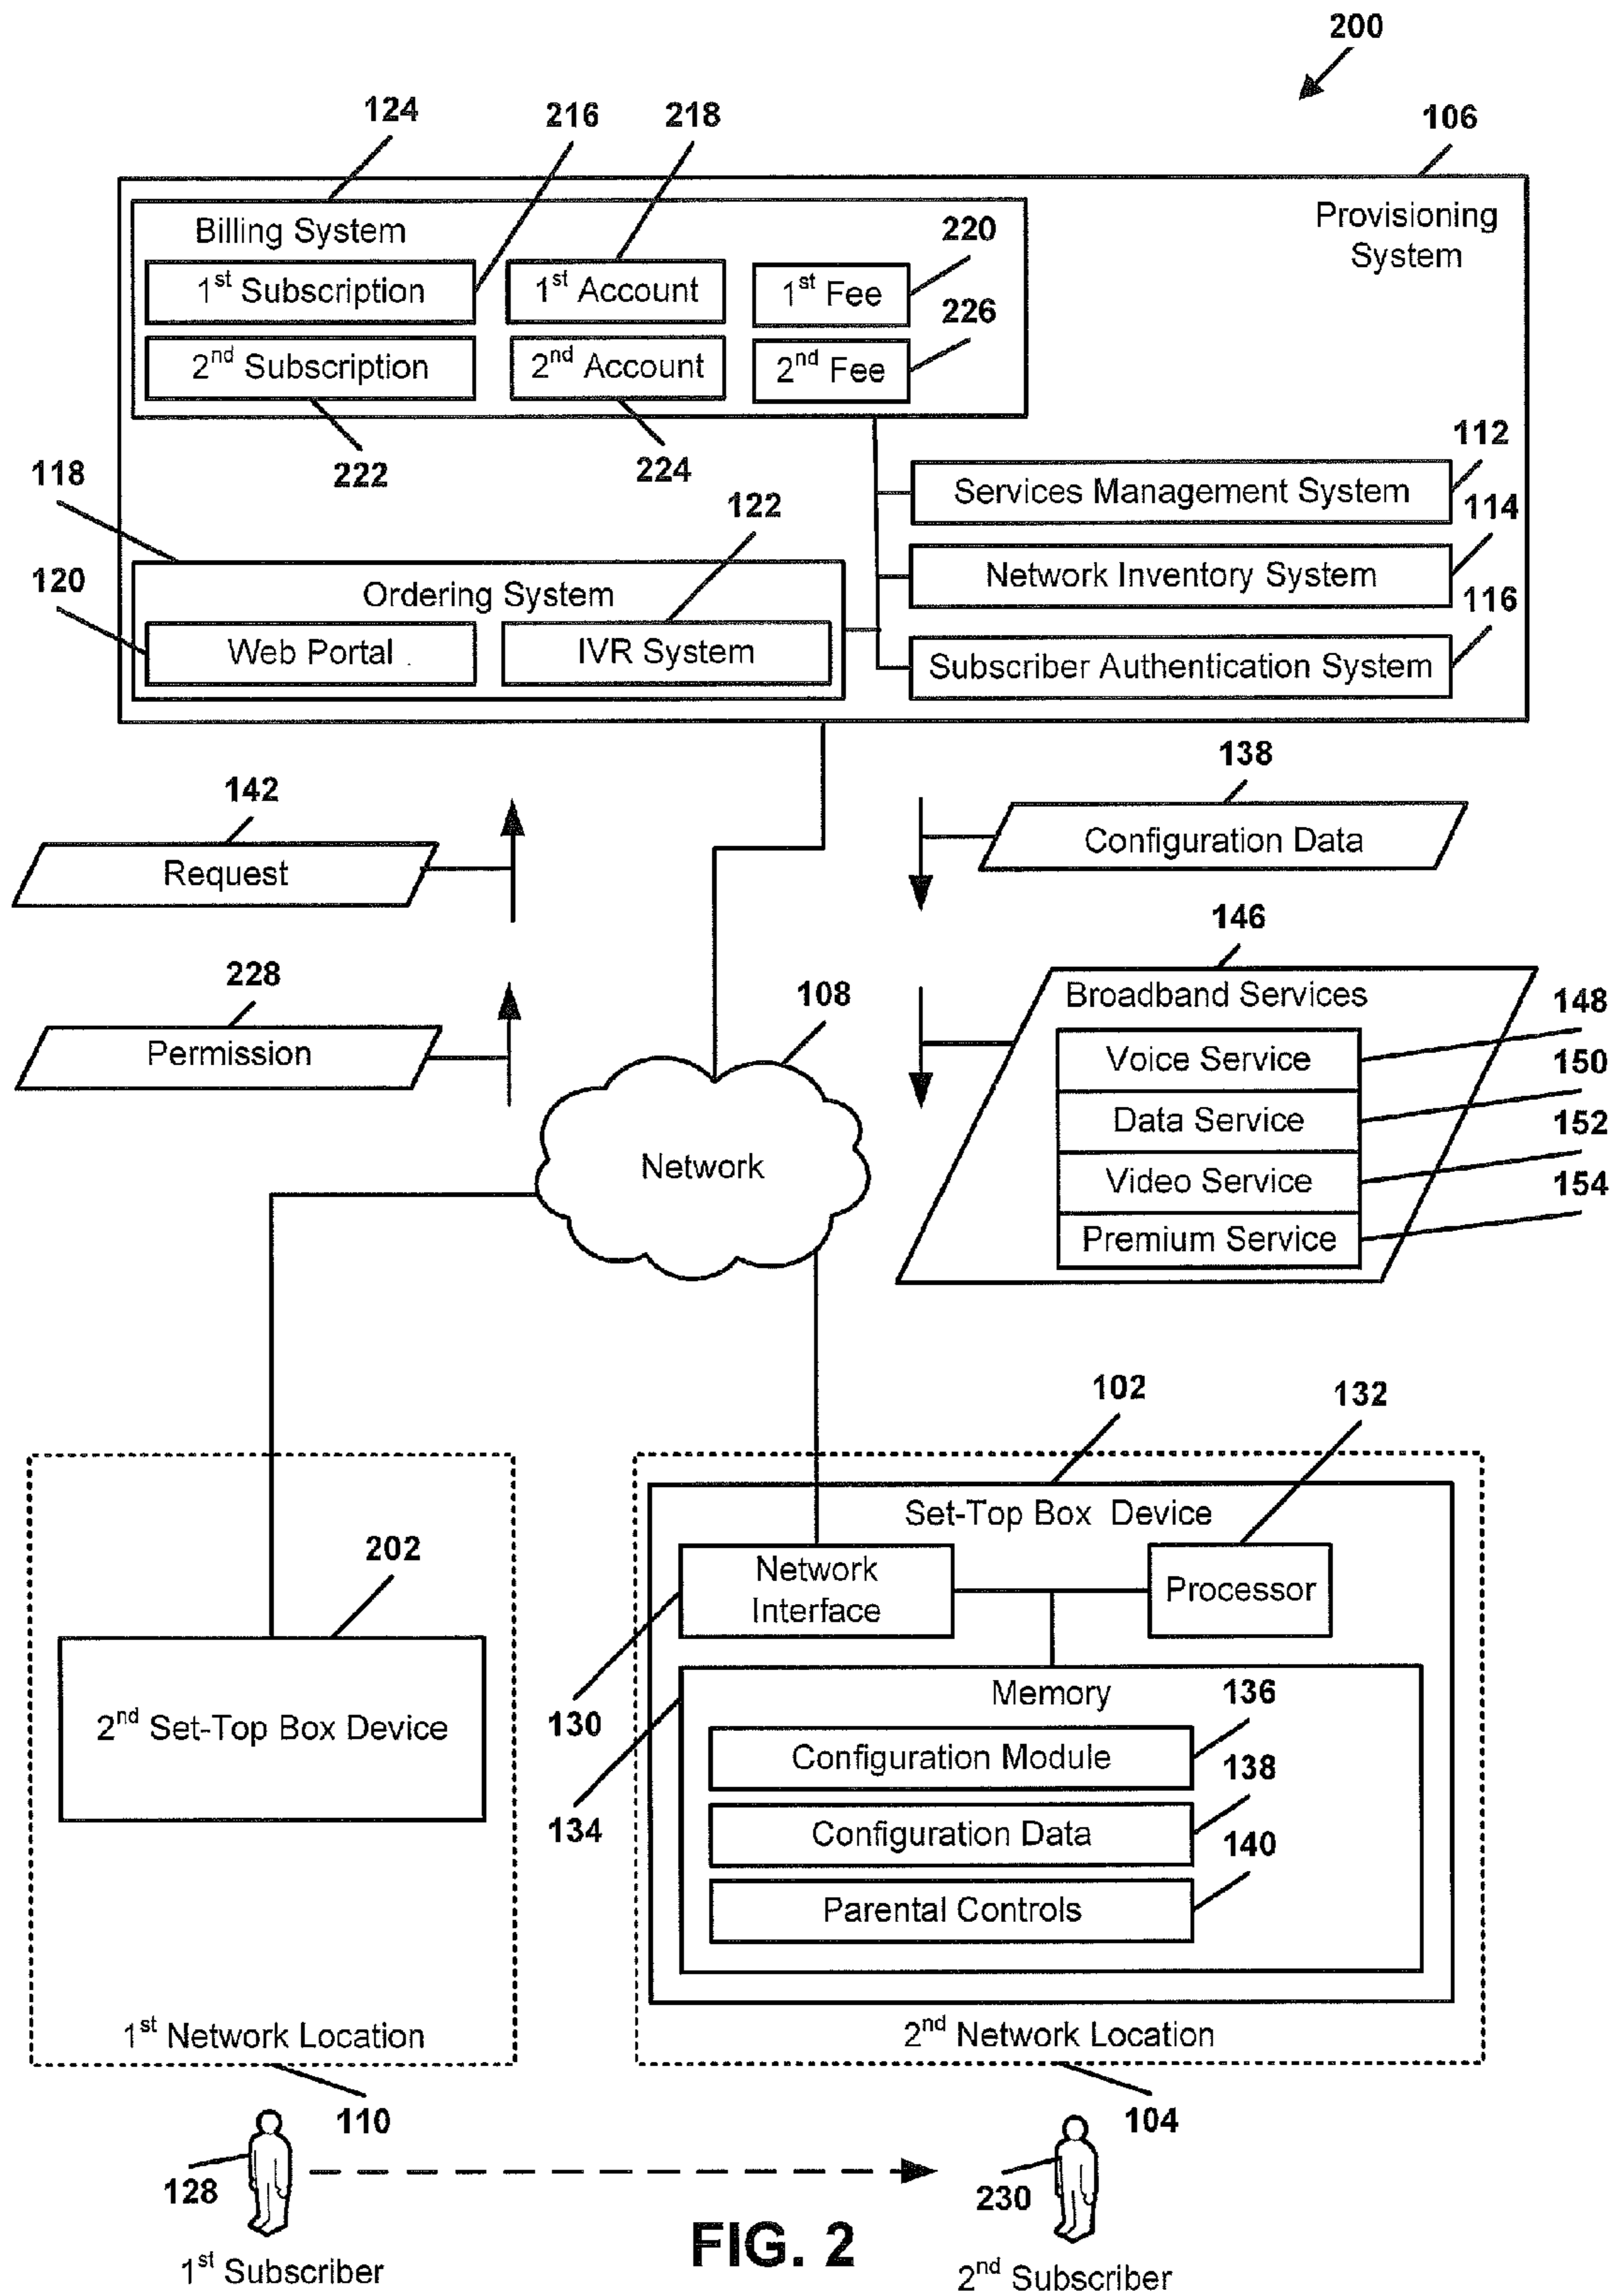 200
124
216
218
106
Billing System
Provisioning
System
220
1st Subscription
1st Account
1st Fee
226
2nd Subscription
2nd Account
2nd Fee
222
224
112
118
122
Services Management System
114
120
Ordering System
Network Inventory System
116
Web Portal
IVR System
Subscriber Authentication System
142
138
Request
Configuration Data
228
146
Permission
108
Broadband Services
148
Voice Service
150
Data Service
152
Network
Video Service
154
Premium Service
102
132
Set-Top Box Device
202
Network
Interface
Processor
2nd Set-Top Box Device
130
Memory
136
Configuration Module
138
134
Configuration Data
140
Parental Controls
1st Network Location
2nd Network Location
110
104
128
230
FIG. 2
1st Subscriber
2nd Subscriber